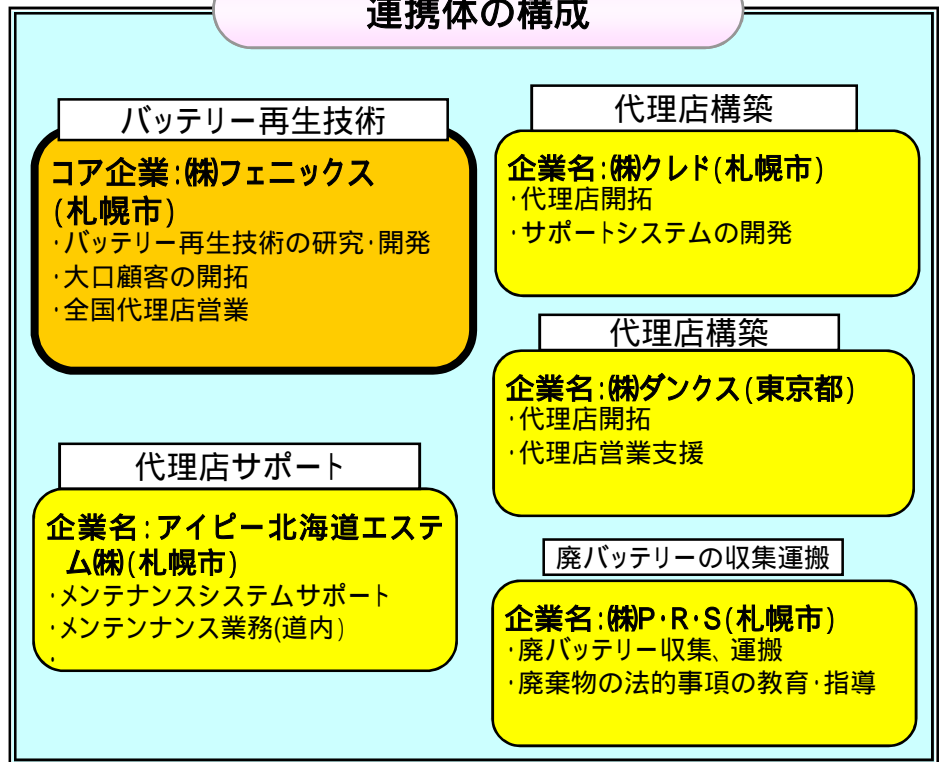 連携体の構成
バッテリー再生技術
コア企業:㈱フェニックス
(札幌市)
・バッテリー再生技術の研究・開発
・大口顧客の開拓
・全国代理店営業
代理店構築
企業名:㈱クレド(札幌市)
・代理店開拓
・サポートシステムの開発
代理店構築
企業名:㈱ダンクス(東京都)
・代理店開拓
・代理店営業支援
代理店サポート
企業名:アイピー北海道エステ
ム㈱(札幌市)
・メンテナンスシステムサポート
・メンテンナンス業務(道内)
・
廃バッテリーの収集運搬
企業名:㈱P・R・S(札幌市)
・廃バッテリー収集、運搬
・廃棄物の法的事項の教育・指導